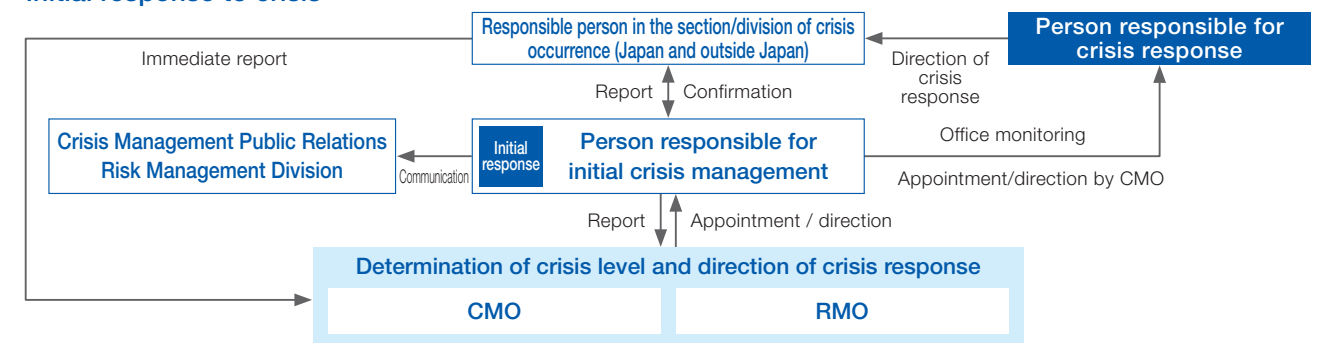 Initial response to crisis
Responsible person in the section/division of crisis
occurrence (Japan and outside Japan)
Person responsible for
crisis response
Immediate report
Direction of
crisis
response
Report
Confirmation
Crisis Management Public Relations
Risk Management Division
Communication
Initial
response
Person responsible for
initial crisis management
Office monitoring
Appointment/direction by CMO
Report
Appointment / direction
Determination of crisis level and direction of crisis response
CMO
RMO